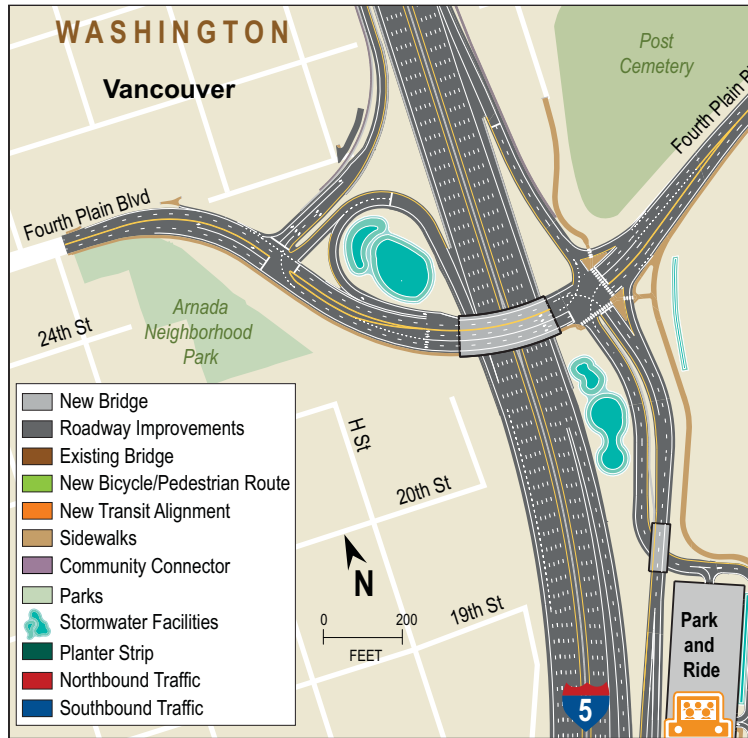 WASHINGTON
Vancouver
Post
Cemetery
Fourth Plain Bl
Fourth Plain Blvd
Arnada
Neighborhood
Park
24th St
New Bridge
Roadway Improvements
Existing Bridge
New Bicycle/Pedestrian Route
New Transit Alignment
Sidewalks
Community Connector
Parks
Stormwater Facilities
Planter Strip
Northbound Traffic
Southbound Traffic
H St
20th St
N
0 200
FEET
19th St
5
Park
and
Ride